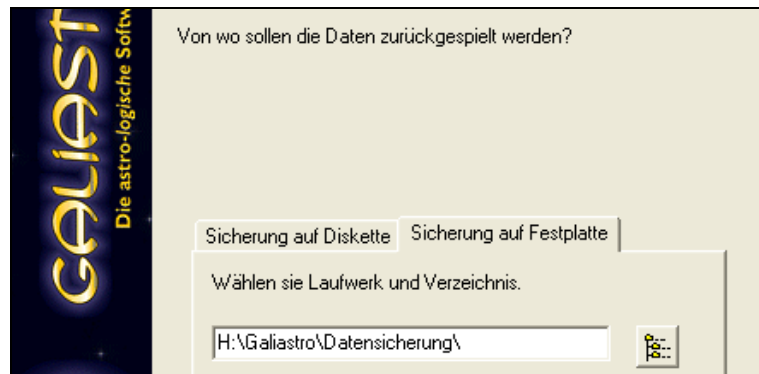 GALIAST
Die astro-logische Softw
Von wo sollen die Daten zurückgespielt werden?
Sicherung auf Diskette
Sicherung auf Festplatte
Wählen sie Laufwerk und Verzeichnis.
H:\Galiastro\Datensicherung\